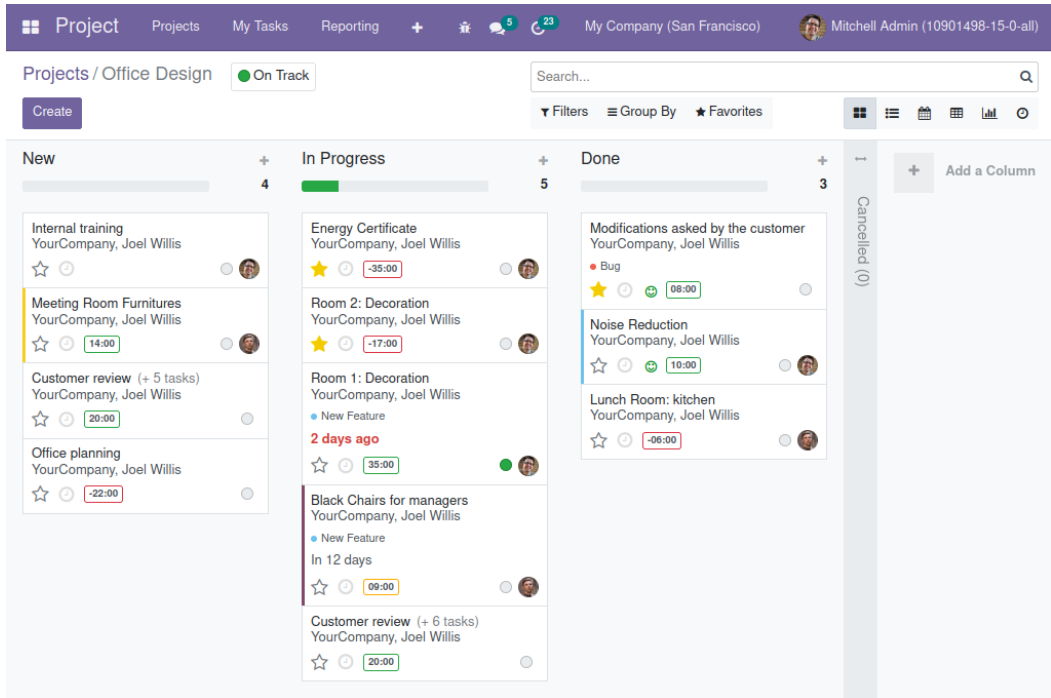 Project Projects My Tasks Reporting + 5 23 My Company (San Francisco) Mitchell Admin (10901498-15-0-all)
Projects / Office Design On Track
Search...
Create
Filters Group By Favorites
New +
4
Internal training
YourCompany, Joel Willis
Meeting Room Furnitures
YourCompany, Joel Willis
14:00
Customer review (+ 5 tasks)
YourCompany, Joel Willis
20:00
Office planning
YourCompany, Joel Willis
-22:00
In Progress +
5
Energy Certificate
YourCompany, Joel Willis
-35:00
Room 2: Decoration
YourCompany, Joel Willis
-17:00
Room 1: Decoration
YourCompany, Joel Willis
New Feature
2 days ago
35:00
Black Chairs for managers
YourCompany, Joel Willis
New Feature
In 12 days
09:00
Customer review (+ 6 tasks)
YourCompany, Joel Willis
20:00
Done +
3
Modifications asked by the customer
YourCompany, Joel Willis
Bug
08:00
Noise Reduction
YourCompany, Joel Willis
10:00
Lunch Room: kitchen
YourCompany, Joel Willis
-06:00
Cancelled (0)
+ Add a Column